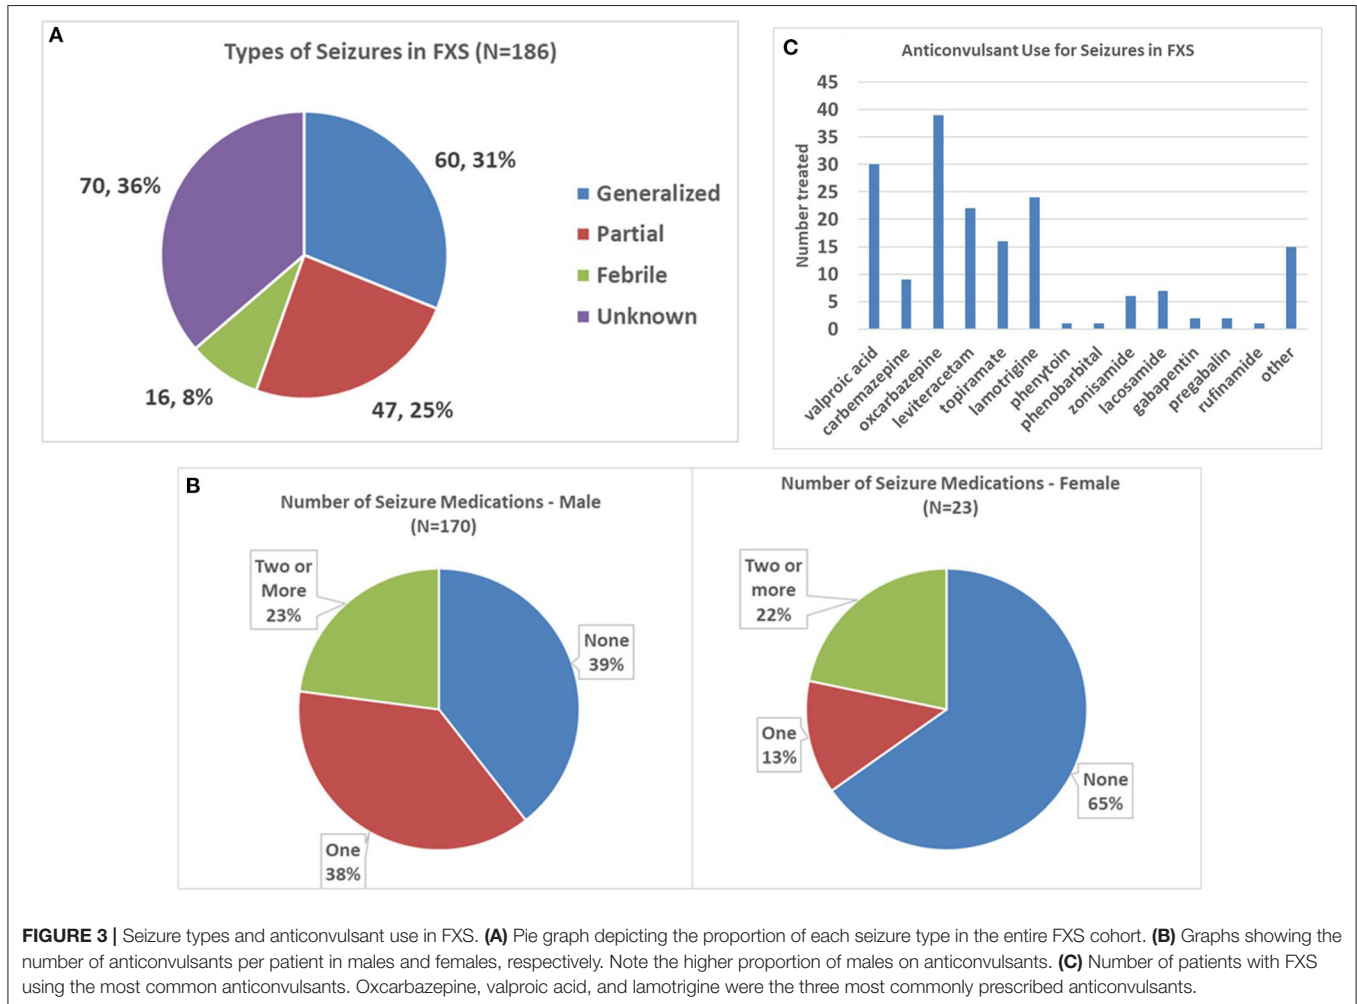 A
Types of Seizures in FXS (N=186)
60, 31%
70, 36%
16, 8%
47, 25%
Generalized
Partial
Febrile
Unknown
C
Anticonvulsant Use for Seizures in FXS
Number treated
45
40
35
30
25
20
15
10
5
0
valproic acid
carbemazepine
oxcarbazepine
leviteracetam
topiramate
lamotrigine
phenytoin
phenobarbital
zonisamide
lacosamide
gabapentin
pregabalin
rufinamide
other
B
Number of Seizure Medications - Male
(N=170)
Two or
More
23%
None
39%
One
38%
Number of Seizure Medications - Female
(N=23)
Two or
more
22%
One
13%
None
65%
FIGURE 3 | Seizure types and anticonvulsant use in FXS. (A) Pie graph depicting the proportion of each seizure type in the entire FXS cohort. (B) Graphs showing the
number of anticonvulsants per patient in males and females, respectively. Note the higher proportion of males on anticonvulsants. (C) Number of patients with FXS
using the most common anticonvulsants. Oxcarbazepine, valproic acid, and lamotrigine were the three most commonly prescribed anticonvulsants.